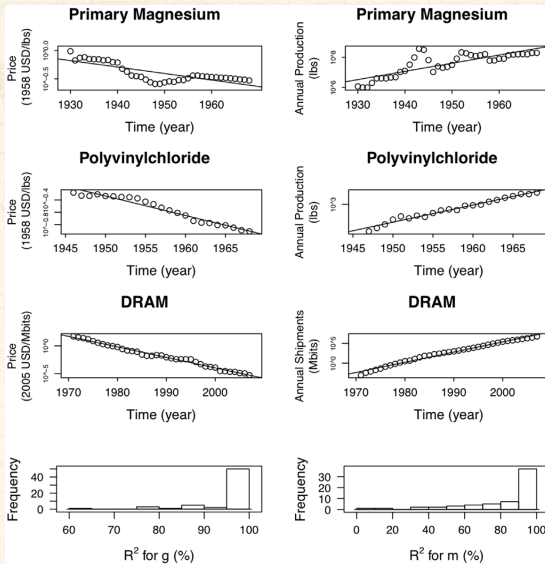 Primary Magnesium
Price
(1958 USD/lbs)
10^0.0
10^-0.5
1930 1940 1950 1960
Time (year)
Primary Magnesium
Annual Production
(lbs)
10^8
10^6
1930 1940 1950 1960
Time (year)
Polyvinylchloride
Price
(1958 USD/lbs)
10^-0.4
10^-0.8
1945 1950 1955 1960 1965
Time (year)
Polyvinylchloride
Annual Production
(lbs)
10^3
1945 1950 1955 1960 1965
Time (year)
DRAM
Price
(2005 USD/Mbits)
10^0
10^-5
1970 1980 1990 2000
Time (year)
DRAM
Annual Shipments
(Mbits)
10^5
10^0
1970 1980 1990 2000
Time (year)
Frequency
40
20
0
60 70 80 90 100
R² for g (%)
Frequency
30
20
10
0
0 20 40 60 80 100
R² for m (%)